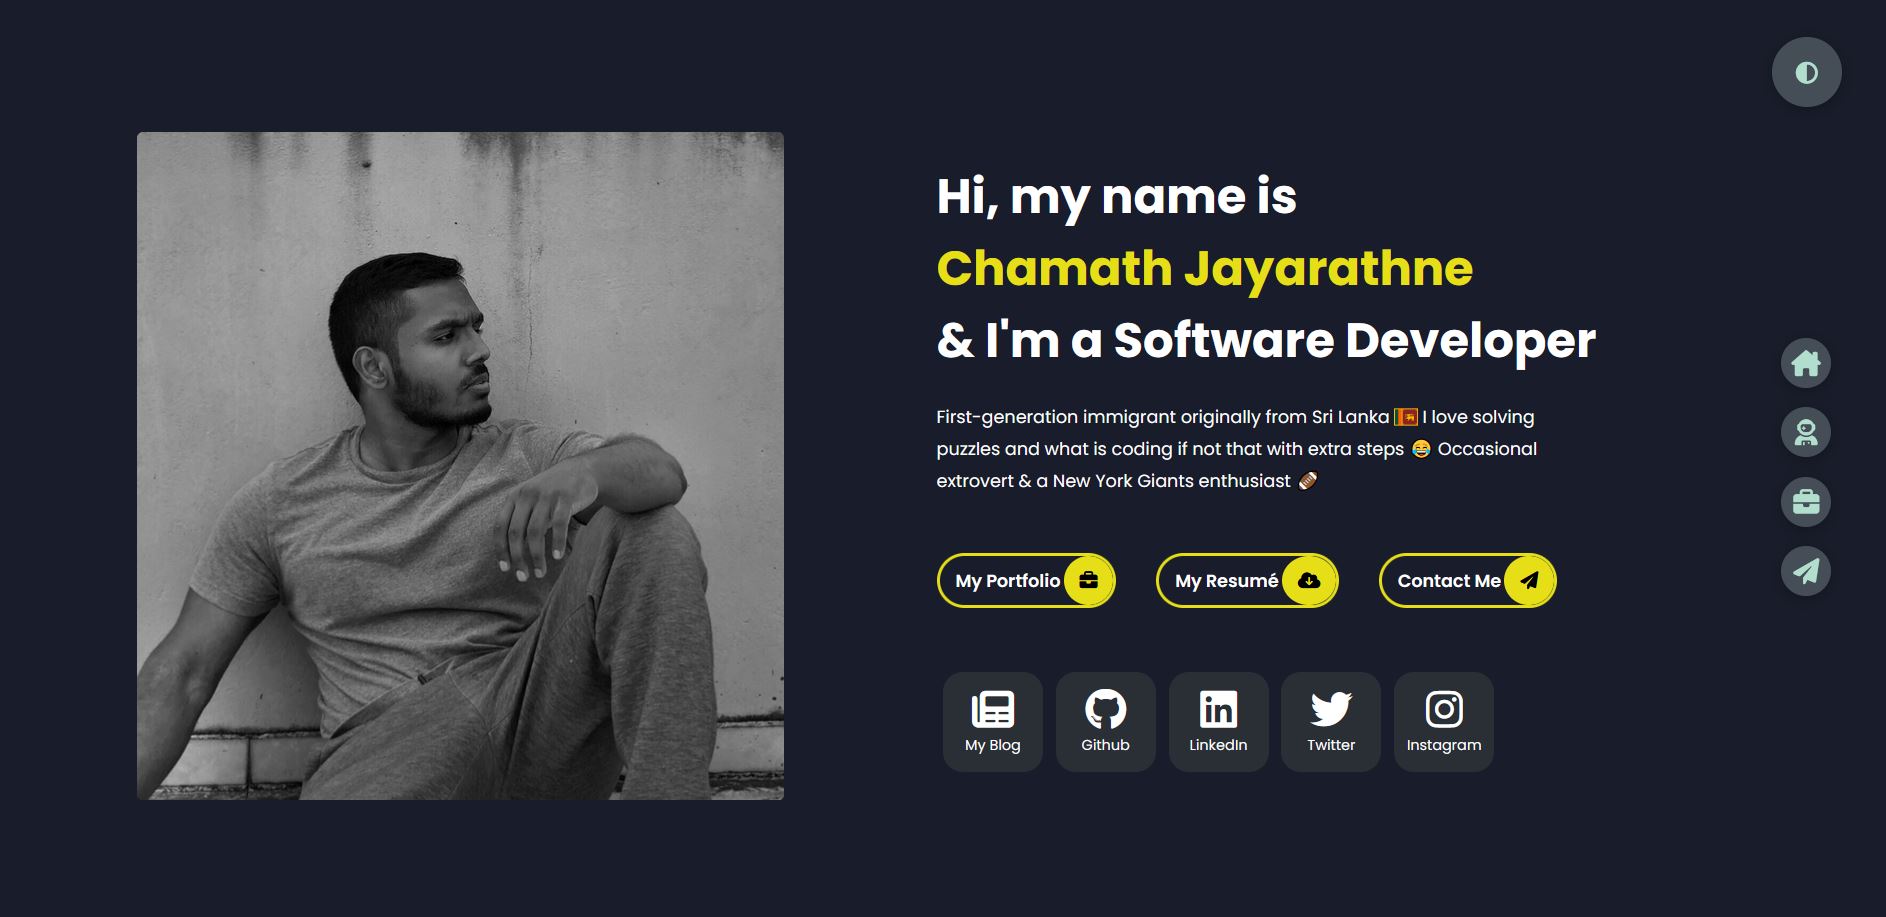 Hi, my name is
Chamath Jayarathne
& I'm a Software Developer
First-generation immigrant originally from Sri Lanka 🇱🇰 I love solving
puzzles and what is coding if not that with extra steps 😂 Occasional
extrovert & a New York Giants enthusiast 🏈
My Portfolio
My Resumé
Contact Me
My Blog
Github
LinkedIn
Twitter
Instagram